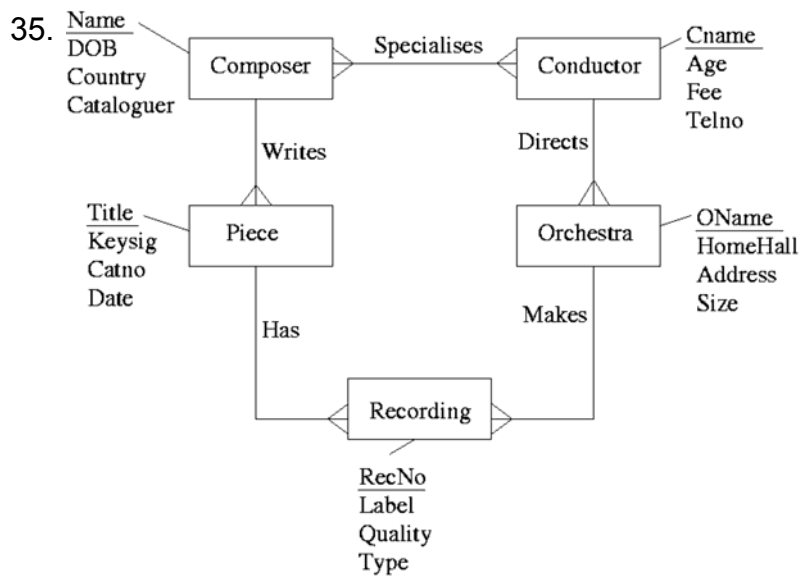 35.
Name
DOB
Country
Cataloguer
Composer
Specialises
Conductor
Cname
Age
Fee
Telno
Writes
Directs
Title
Keysig
Catno
Date
Piece
Orchestra
OName
HomeHall
Address
Size
Has
Makes
Recording
RecNo
Label
Quality
Type